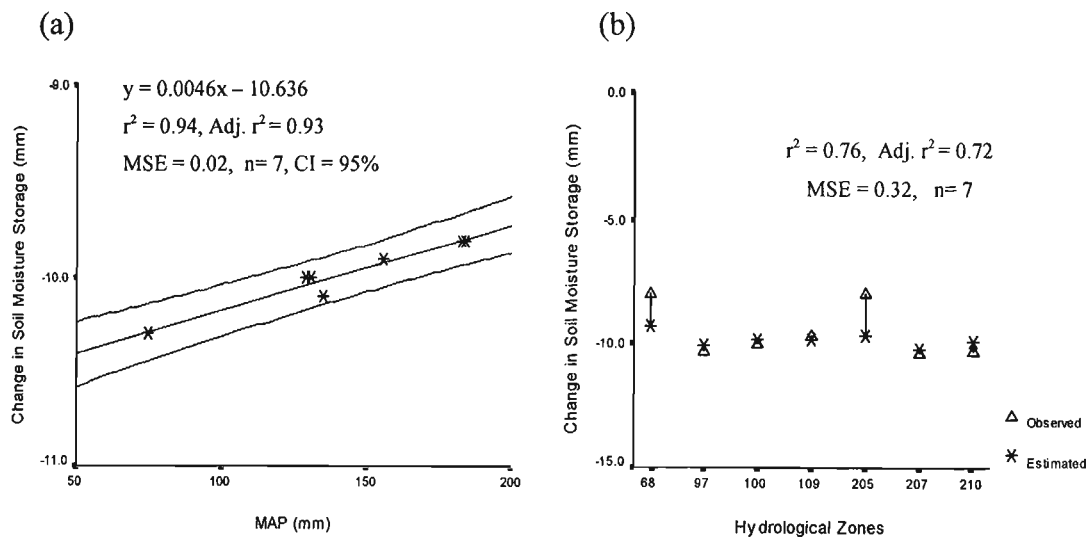 (a)
y = 0.0046x – 10.636
r² = 0.94, Adj. r² = 0.93
MSE = 0.02, n= 7, CI = 95%
Change in Soil Moisture Storage (mm)
-9.0
-10.0
-11.0
50 100 150 200
MAP (mm)
(b)
r² = 0.76, Adj. r² = 0.72
MSE = 0.32, n= 7
Change in Soil Moisture Storage (mm)
0.0
-5.0
-10.0
-15.0
68 97 100 109 205 207 210
Hydrological Zones
Observed
Estimated